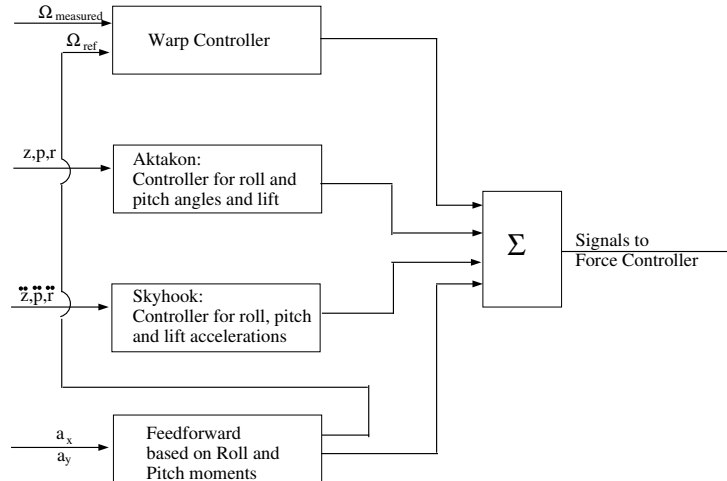 Ω measured
Ω ref
Warp Controller
z,p,r
Aktakon:
Controller for roll and
pitch angles and lift
Σ
Signals to
Force Controller
z̈,p̈,r̈
Skyhook:
Controller for roll, pitch
and lift accelerations
a x
a y
Feedforward
based on Roll and
Pitch moments